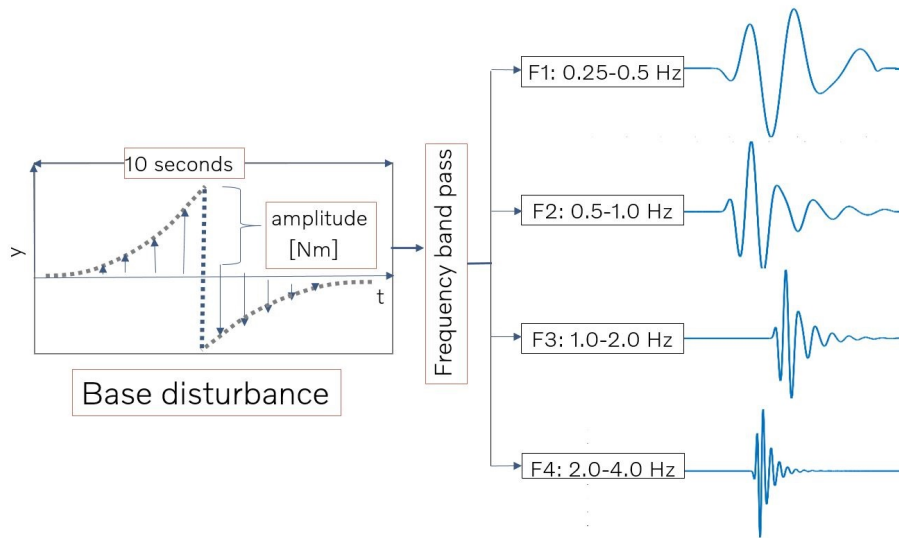 10 seconds
y
amplitude
[Nm]
t
Base disturbance
Frequency band pass
F1: 0.25-0.5 Hz
F2: 0.5-1.0 Hz
F3: 1.0-2.0 Hz
F4: 2.0-4.0 Hz